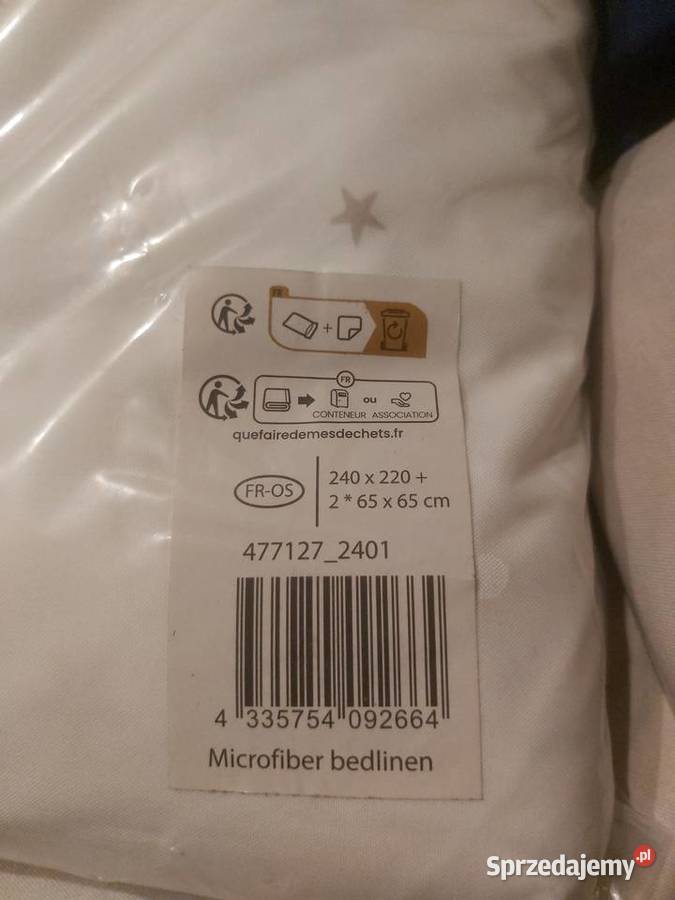 FR
+
FR
ou
CONTENEUR ASSOCIATION
quefairedemesdechets.fr
FR-OS
240 x 220 +
2 * 65 x 65 cm
477127_2401
4 335754 092664
Microfiber bedlinen
Sprzedajemy.pl